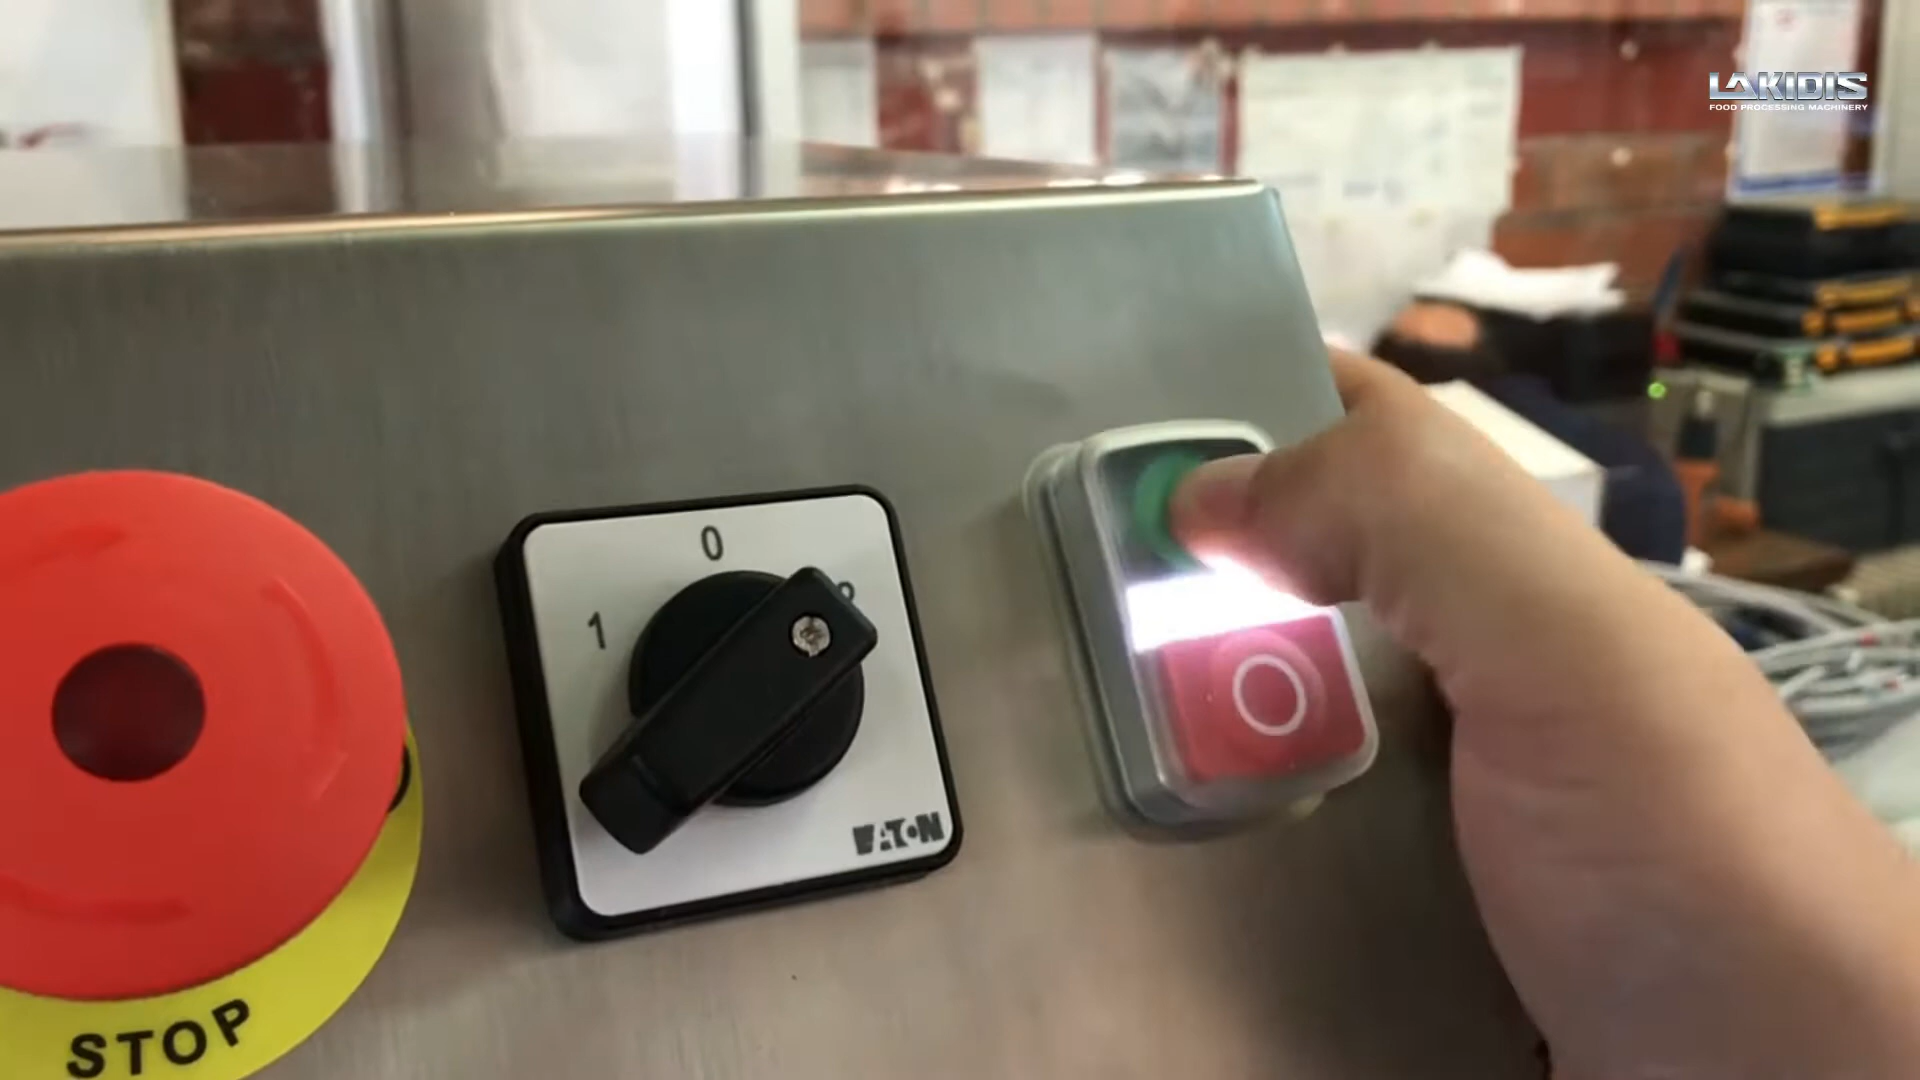 LAKIDIS
FOOD PROCESSING MACHINERY
0
1
EATON
STOP